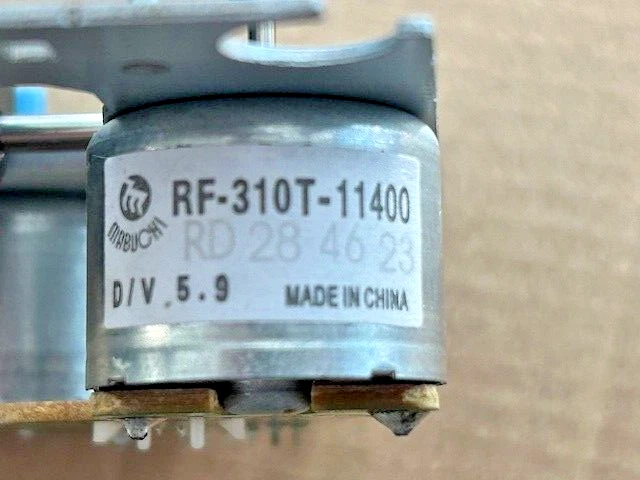 RF-310T-11400
MABUCHI
RD 28 46 23
D/V 5.9
MADE IN CHINA